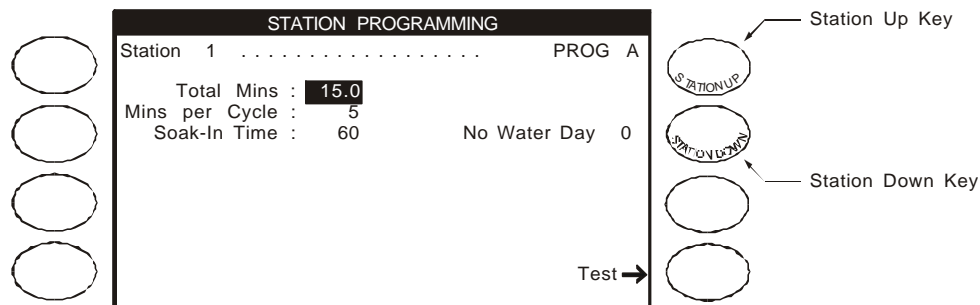 STATION PROGRAMMING
Station 1 . . . . . . . . . . . . . . . . . . PROG A
Total Mins : 15.0
Mins per Cycle : 5
Soak-In Time : 60 No Water Day 0
Test →
STATION UP
STATION DOWN
Station Up Key
Station Down Key